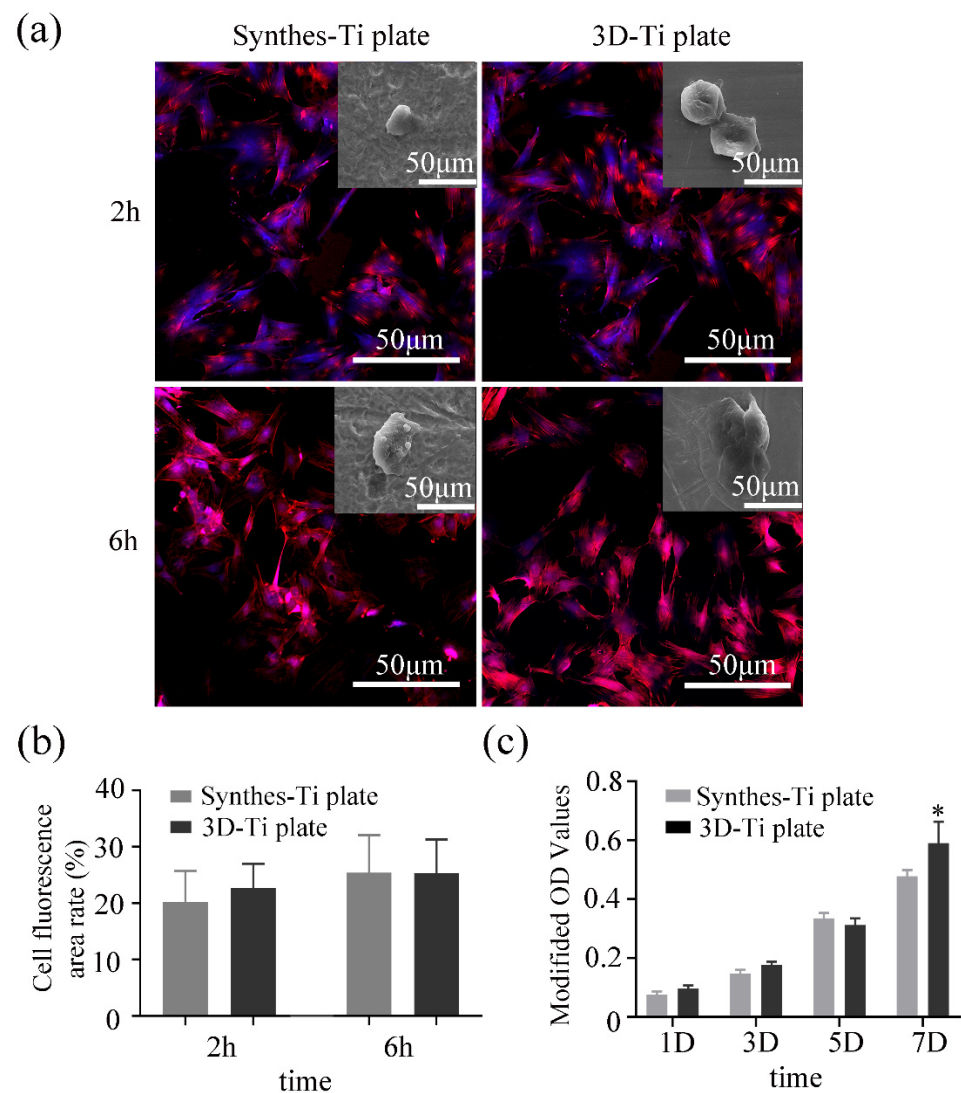 (a)
Synthes-Ti plate 3D-Ti plate
2h
50μm
50μm
50μm
50μm
6h
50μm
50μm
50μm
50μm
(b)
Cell fluorescence
area rate (%)
40
30
20
10
0
Synthes-Ti plate
3D-Ti plate
2h 6h
time
(c)
Modifided OD Values
0.8
0.6
0.4
0.2
0
Synthes-Ti plate
3D-Ti plate
*
1D 3D 5D 7D
time